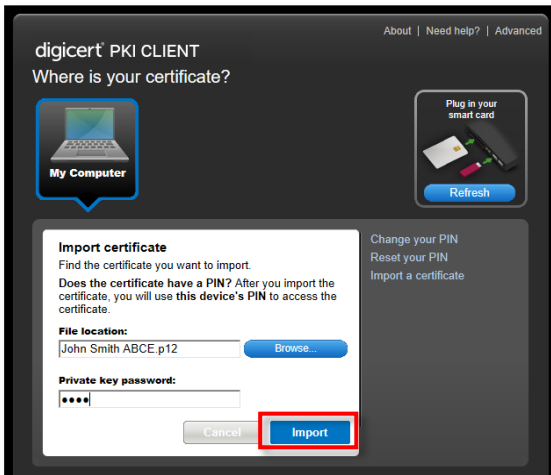 About | Need help? | Advanced
digicert® PKI CLIENT
Where is your certificate?
My Computer
Plug in your
smart card
Refresh
Import certificate
Find the certificate you want to import.
Does the certificate have a PIN? After you import the
certificate, you will use this device's PIN to access the
certificate.
File location:
John Smith ABCE.p12
Browse...
Private key password:
●●●●
Cancel
Import
Change your PIN
Reset your PIN
Import a certificate